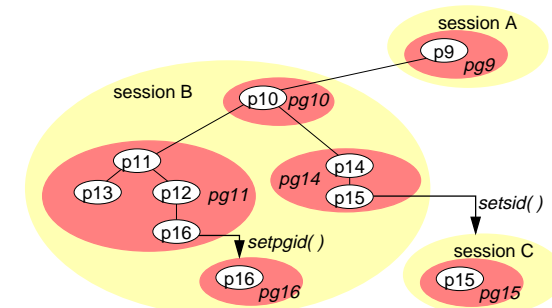 session A
p9
pg9
session B
p10 pg10
p11
p14
pg14
p13
p12
pg11
p15
setsid( )
p16
setpgid( )
session C
p16
pg16
p15
pg15